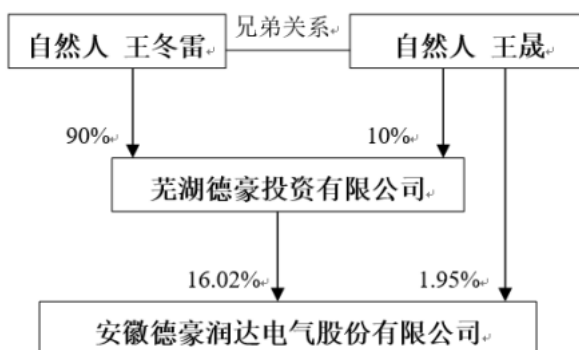 兄弟关系
自然人 王冬雷
自然人 王晟
90%
10%
芜湖德豪投资有限公司
16.02%
1.95%
安徽德豪润达电气股份有限公司